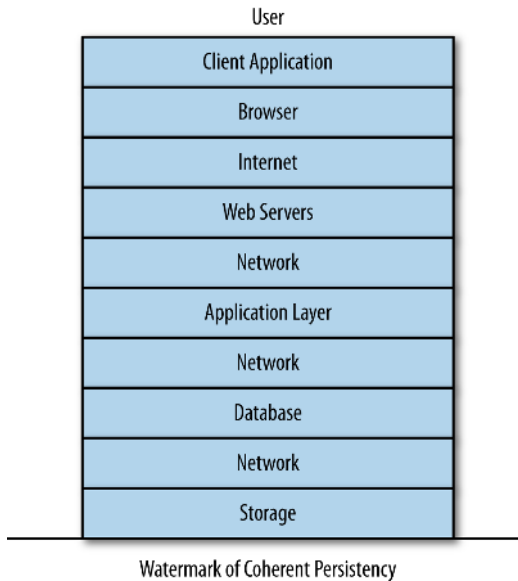 User
Client Application
Browser
Internet
Web Servers
Network
Application Layer
Network
Database
Network
Storage
Watermark of Coherent Persistency